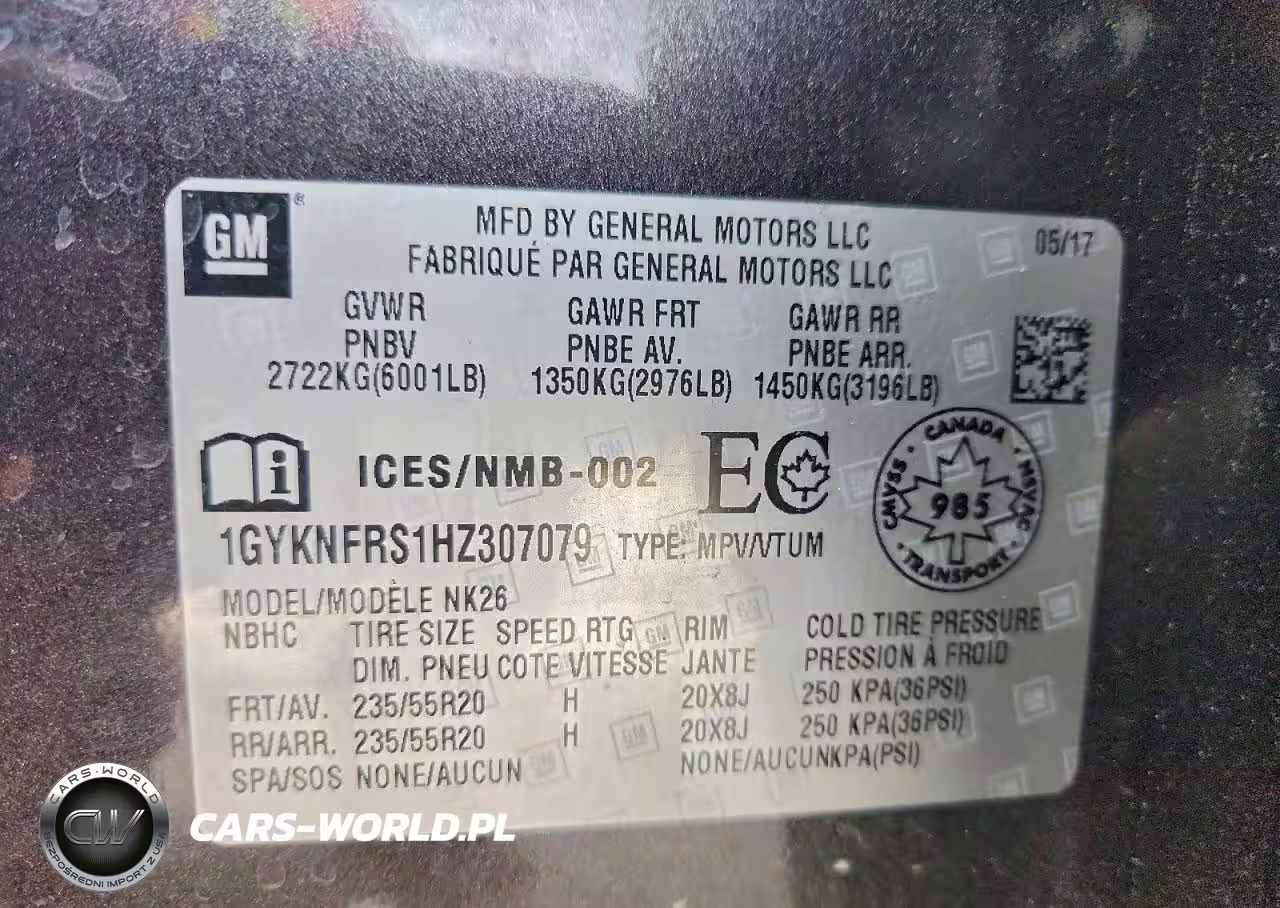 GM ®
MFD BY GENERAL MOTORS LLC
05/17
FABRIQUÉ PAR GENERAL MOTORS LLC
GVWR GAWR FRT GAWR RR
PNBV PNBE AV. PNBE ARR.
2722KG(6001LB) 1350KG(2976LB) 1450KG(3196LB)
i ICES/NMB-002 EC
CANADA
CMVSS 985 NSVAC
TRANSPORT
1GYKNFRS1HZ307079 TYPE: MPV/VTUM
MODEL/MODÈLE NK26
NBHC TIRE SIZE SPEED RTG RIM COLD TIRE PRESSURE
DIM. PNEU COTE VITESSE JANTE PRESSION À FROID
FRT/AV. 235/55R20 H 20X8J 250 KPA(36PSI)
RR/ARR. 235/55R20 H 20X8J 250 KPA(36PSI)
SPA/SOS NONE/AUCUN NONE/AUCUNKPA(PSI)
CARS-WORLD
CW
BEZPOŚREDNI IMPORT Z USA
CARS-WORLD.PL